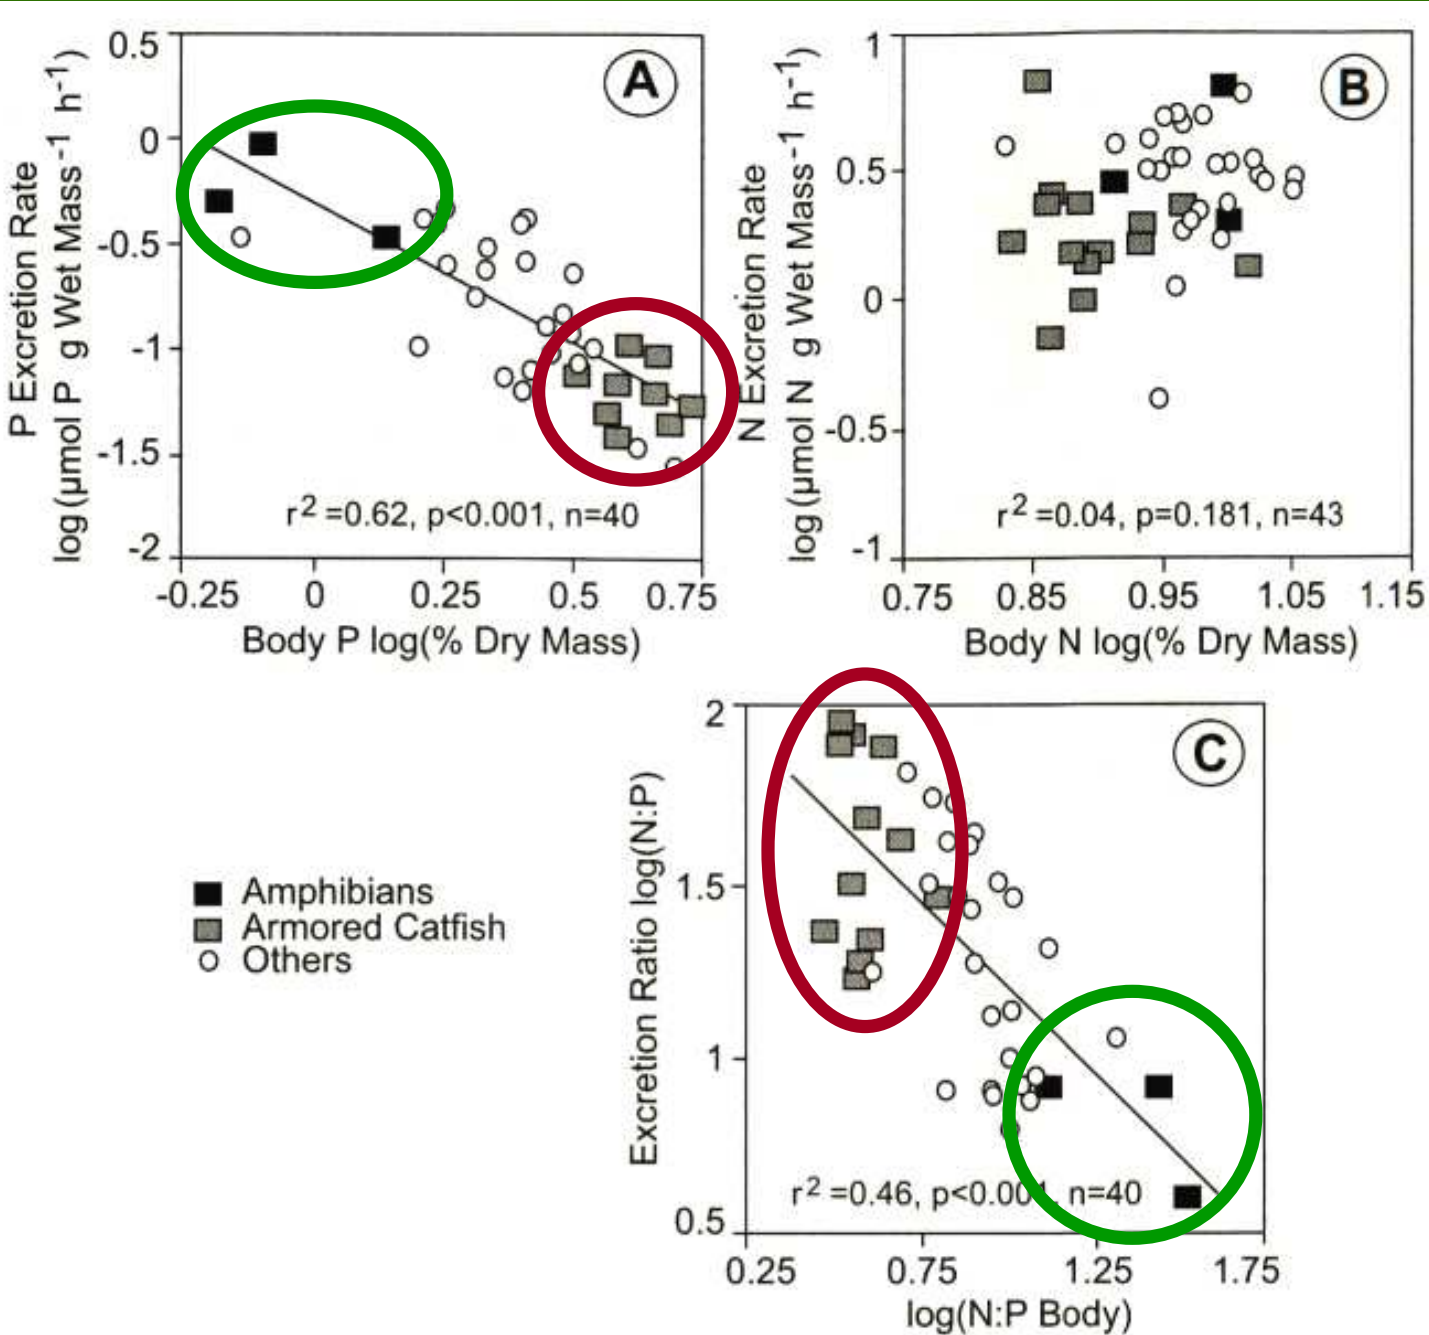 A
P Excretion Rate
log (µmol P g Wet Mass-1 h-1)
0.5
0
-0.5
-1
-1.5
-2
r2 =0.62, p<0.001, n=40
-0.25 0 0.25 0.5 0.75
Body P log(% Dry Mass)
B
N Excretion Rate
log (µmol N g Wet Mass-1 h-1)
1
0.5
0
-0.5
-1
r2 =0.04, p=0.181, n=43
0.75 0.85 0.95 1.05 1.15
Body N log(% Dry Mass)
Amphibians
Armored Catfish
Others
C
Excretion Ratio log(N:P)
2
1.5
1
0.5
r2 =0.46, p<0.001, n=40
0.25 0.75 1.25 1.75
log(N:P Body)